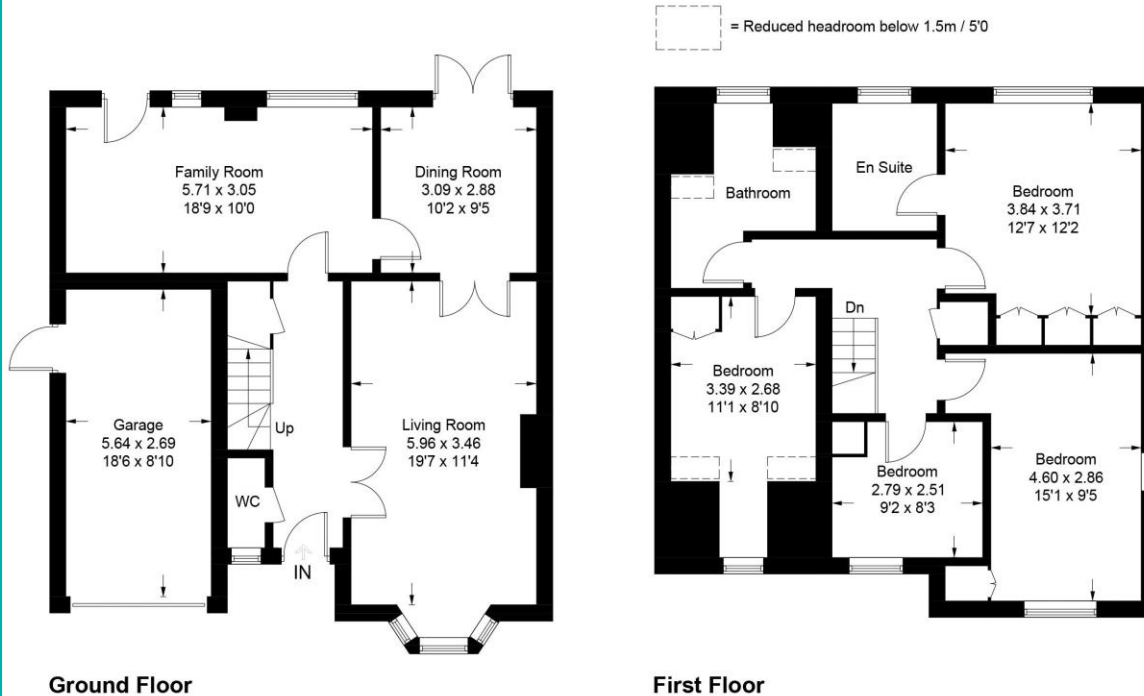 = Reduced headroom below 1.5m / 5'0
Family Room
5.71 x 3.05
18'9 x 10'0
Dining Room
3.09 x 2.88
10'2 x 9'5
Garage
5.64 x 2.69
18'6 x 8'10
Up
WC
IN
Living Room
5.96 x 3.46
19'7 x 11'4
Ground Floor
Bathroom
En Suite
Bedroom
3.84 x 3.71
12'7 x 12'2
Dn
Bedroom
3.39 x 2.68
11'1 x 8'10
Bedroom
2.79 x 2.51
9'2 x 8'3
Bedroom
4.60 x 2.86
15'1 x 9'5
First Floor